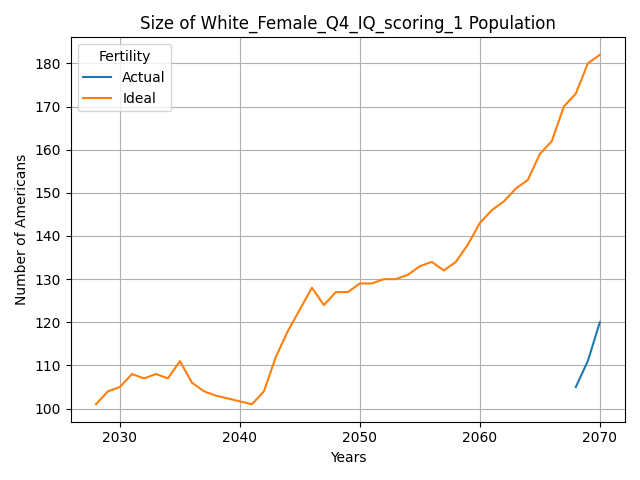 Size of White_Female_Q4_IQ_scoring_1 Population
Fertility
Actual
Ideal
Number of Americans
180
170
160
150
140
130
120
110
100
2030 2040 2050 2060 2070
Years